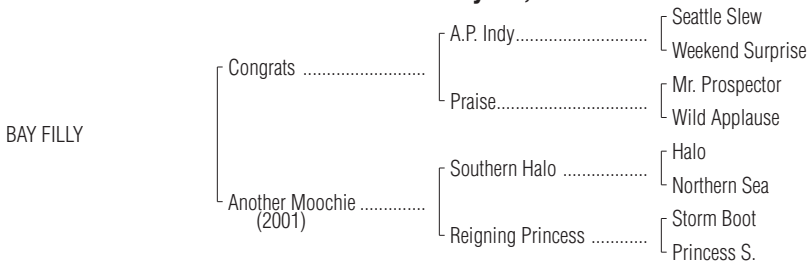 Seattle Slew
A.P. Indy..............................
Weekend Surprise
Congrats ............................
Mr. Prospector
Praise..................................
Wild Applause
BAY FILLY
Halo
Southern Halo ...................
Northern Sea
Another Moochie ...............
(2001)
Storm Boot
Reigning Princess .............
Princess S.